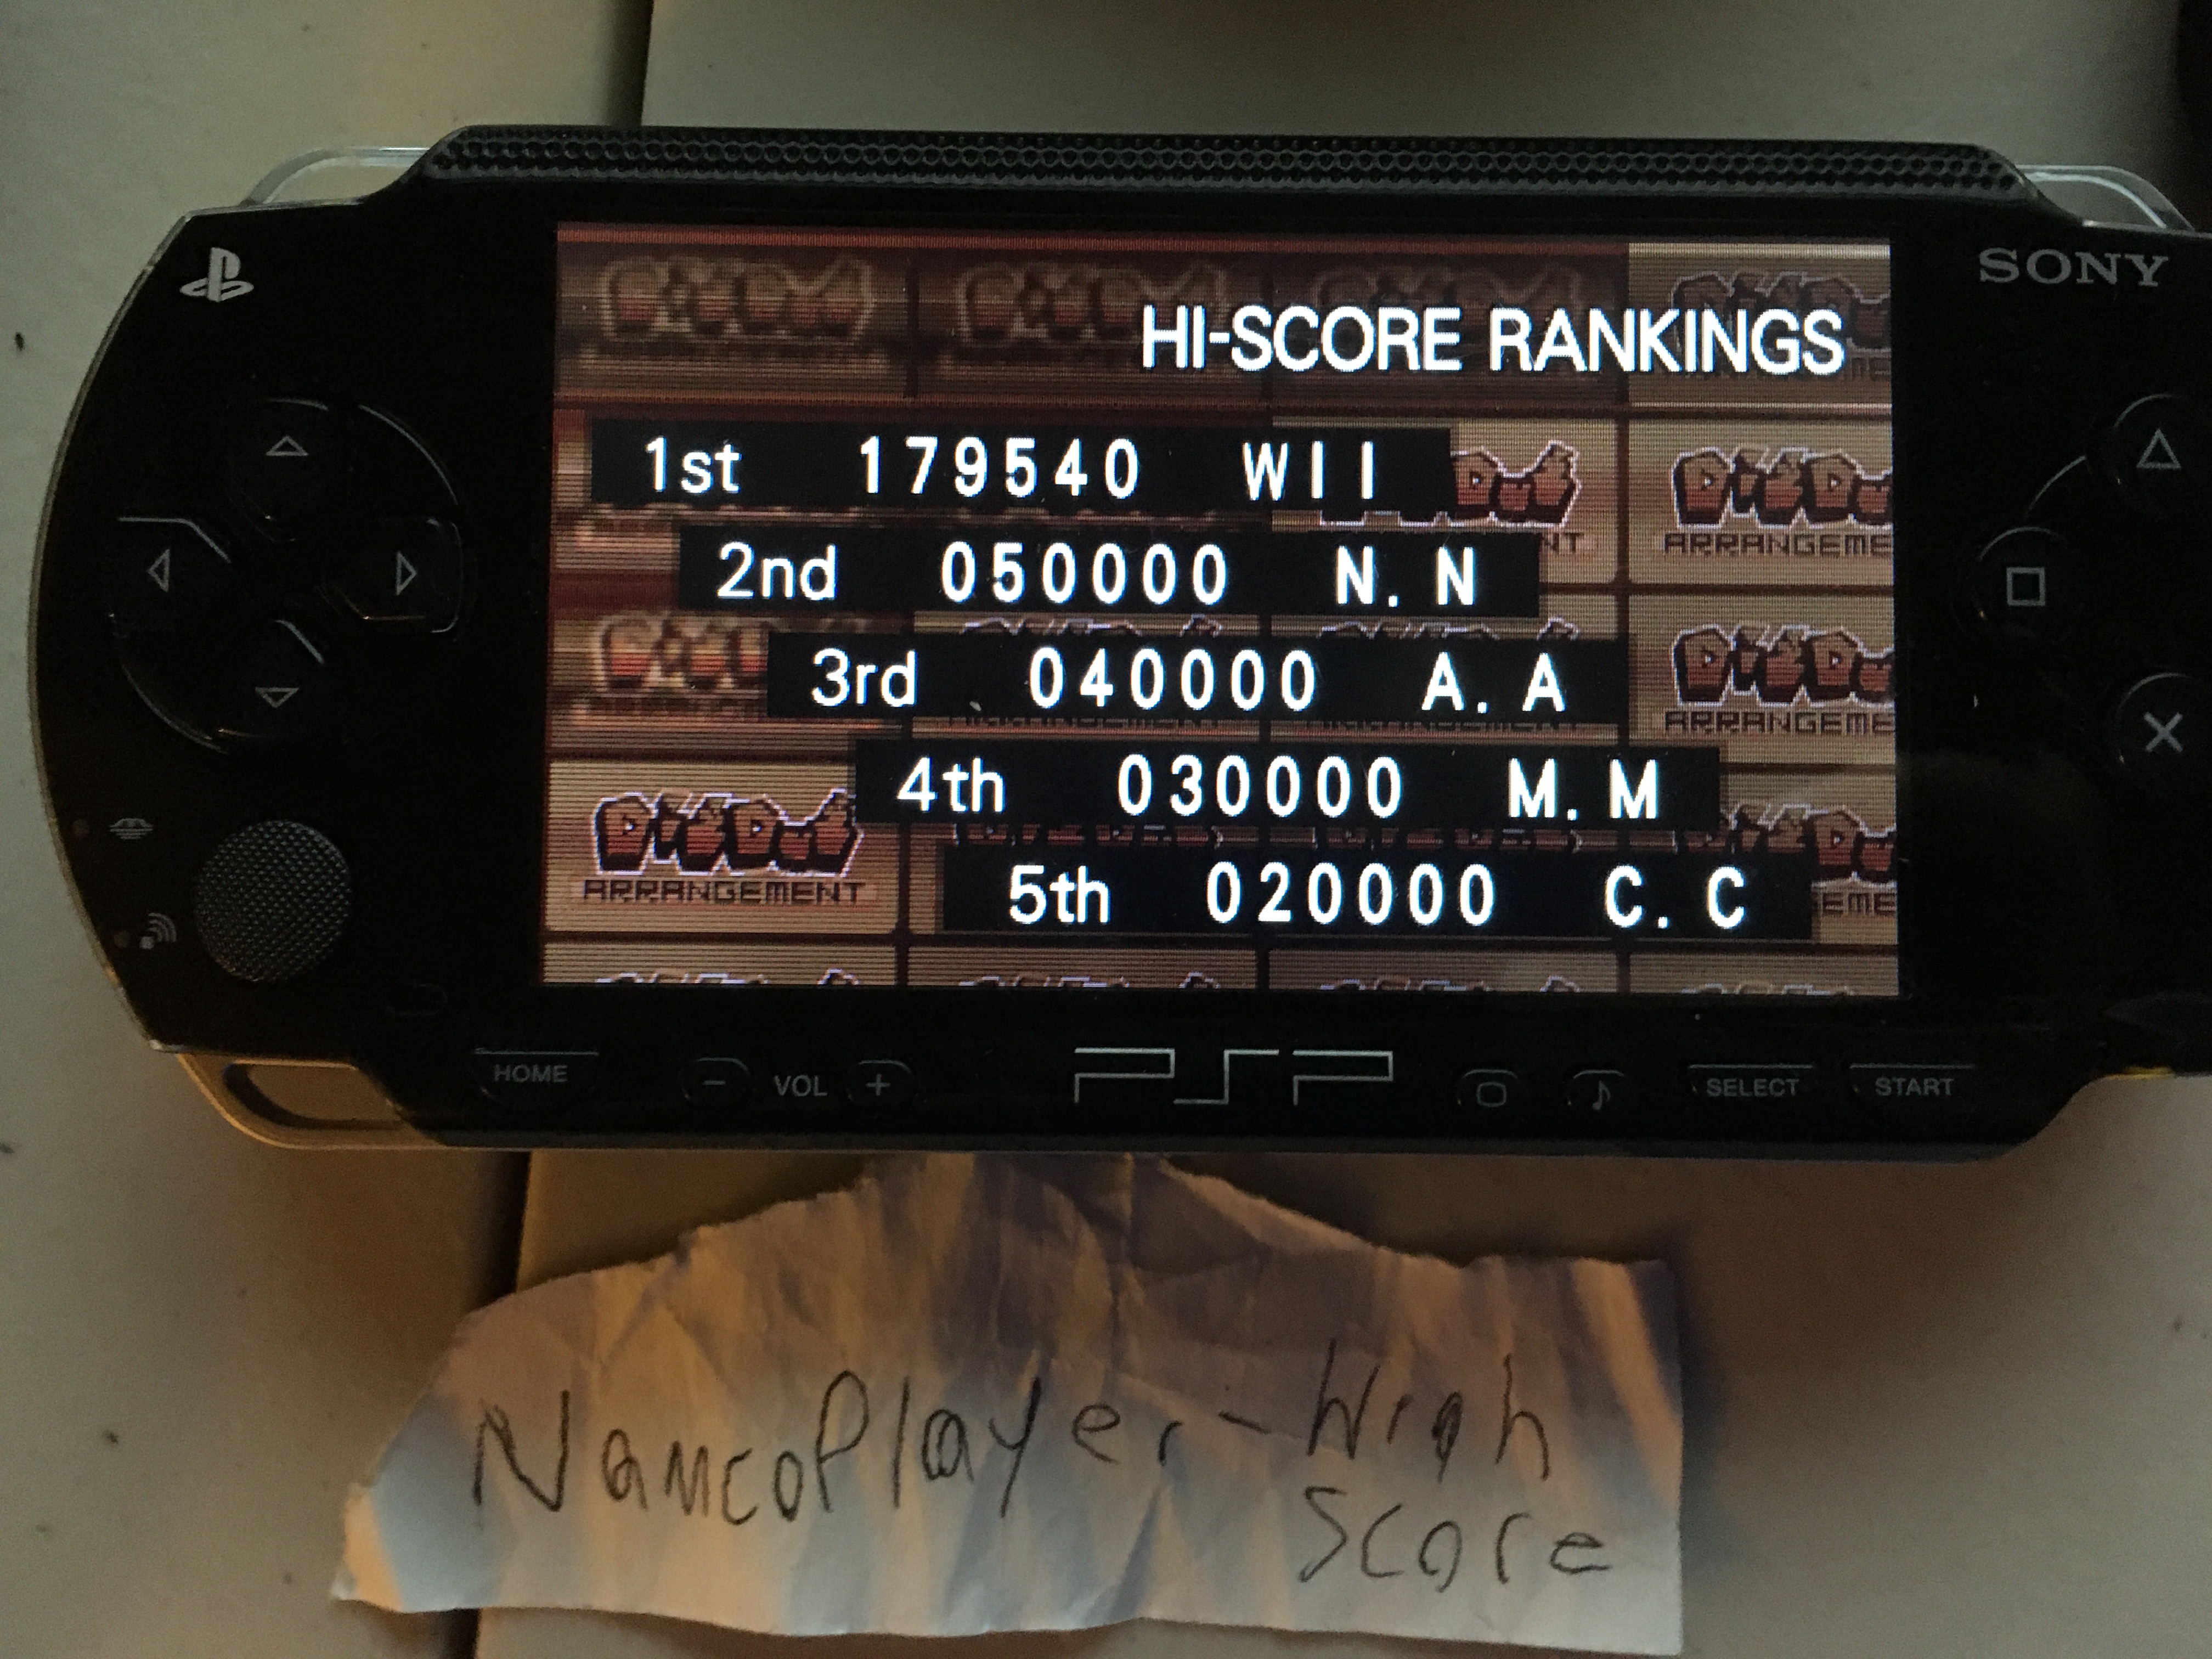 SONY
HI-SCORE RANKINGS
1st 179540 WII
2nd 050000 N. N
3rd 040000 A. A
4th 030000 M. M
5th 020000 C. C
DIGDUG
ARRANGEMENT
HOME
VOL
PSP
SELECT
START
NamcoPlayer-High
Score